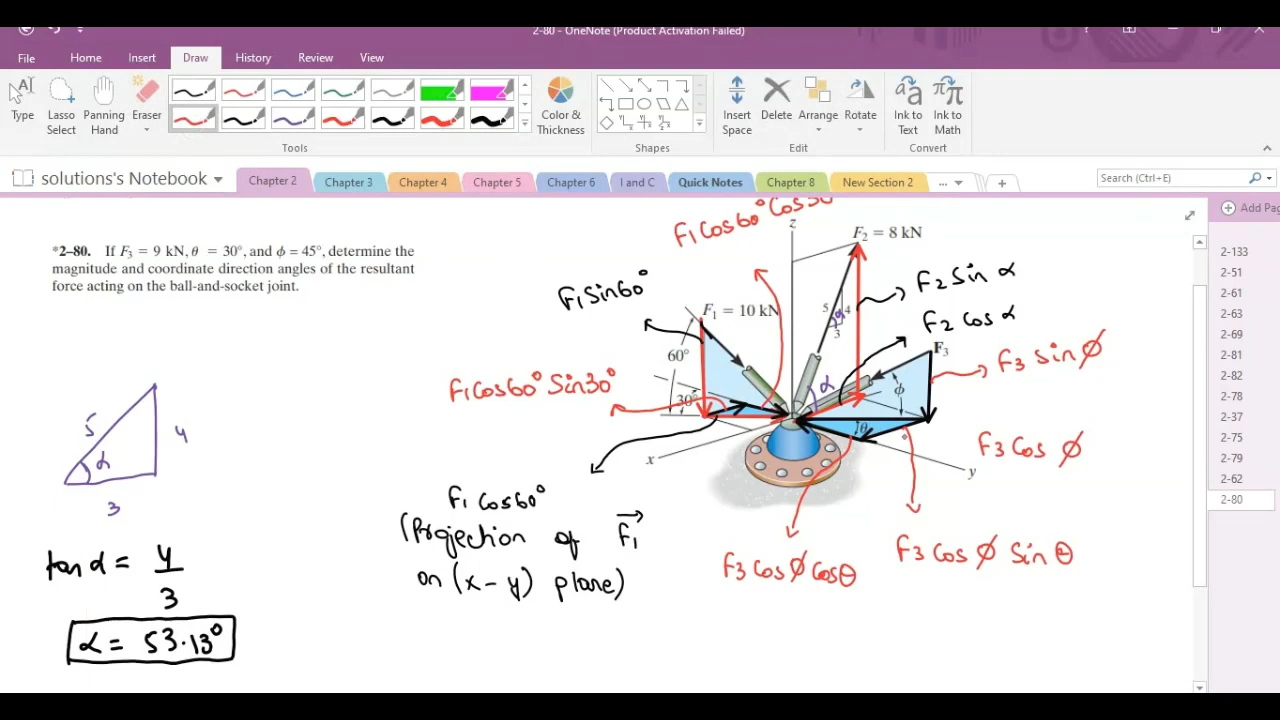 2-80 - OneNote (Product Activation Failed)
File Home Insert Draw History Review View
Type
Lasso Select
Panning Hand
Eraser
Color & Thickness
Insert Space
Delete
Arrange
Rotate
Ink to Text
Ink to Math
Tools
Shapes
Edit
Convert
solutions's Notebook
Chapter 2 Chapter 3 Chapter 4 Chapter 5 Chapter 6 I and C Quick Notes Chapter 8 New Section 2 ... +
Search (Ctrl+E)
Add Pag
2-133
2-51
2-61
2-63
2-69
2-81
2-82
2-78
2-37
2-75
2-79
2-62
2-80
*2–80. If F3 = 9 kN, θ = 30°, and ϕ = 45°, determine the
magnitude and coordinate direction angles of the resultant
force acting on the ball-and-socket joint.
5
α
4
3
tan α = 4/3
α = 53.13°
F1 Cos60° Cos30°
z
F2 = 8 kN
F1 Sin60°
F2 Sin α
F1 = 10 kN
5 α 4
3
F2 Cos α
60°
F3
F3 Sin ϕ
F1 Cos60° Sin30°
α
ϕ
30°
θ
F3 Cos ϕ
x
y
F1 Cos60°
(Projection of F1
on (x-y) plane)
F3 Cos ϕ Cos θ
F3 Cos ϕ Sin θ